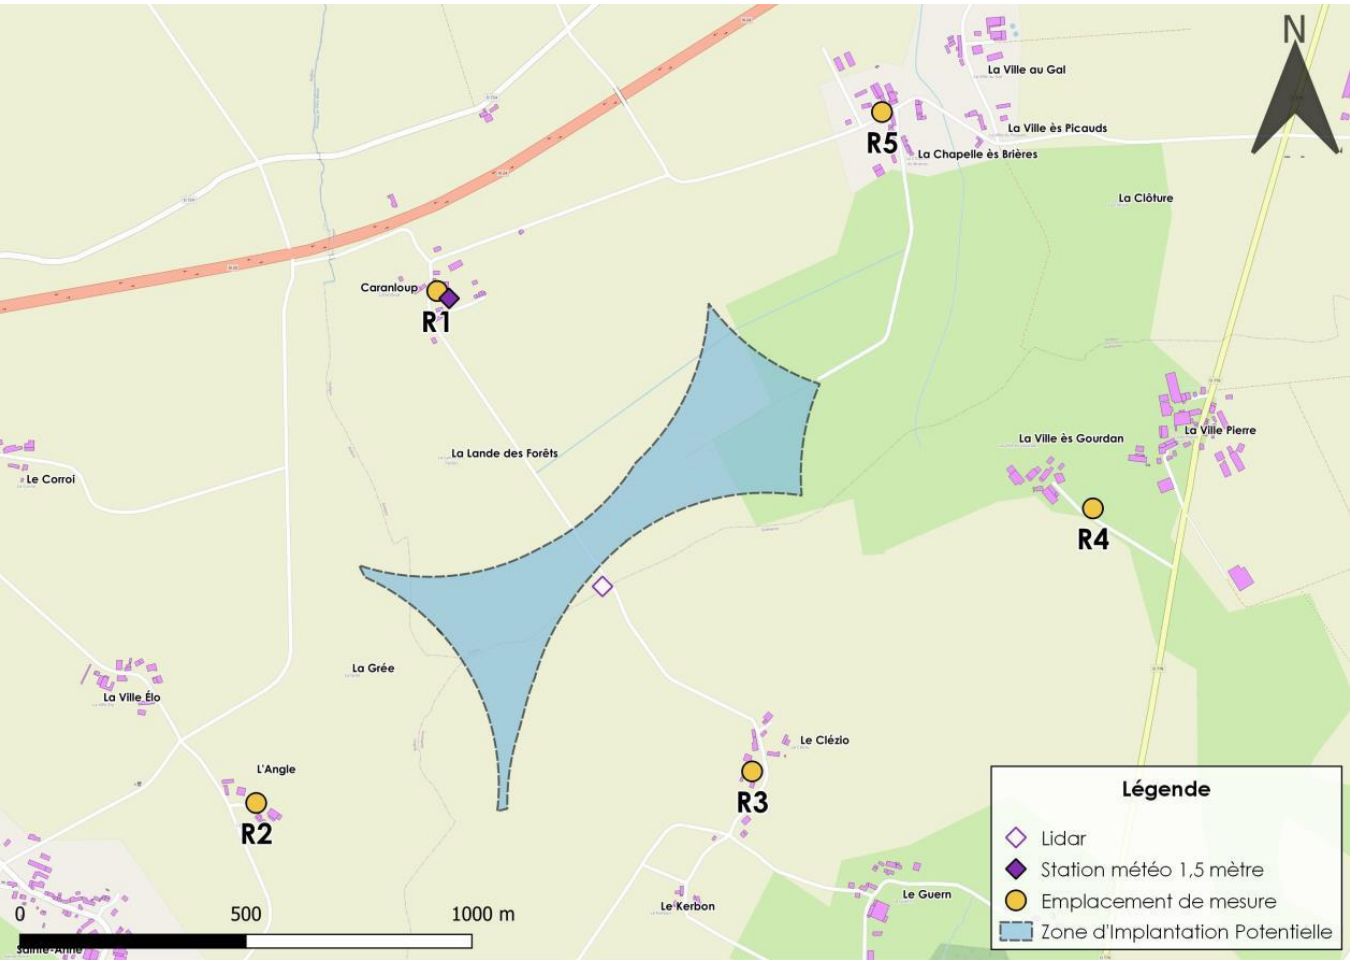 N
La Ville au Gal
La Ville ès Picauds
R5
La Chapelle ès Brières
La Clôture
Caranloup
R1
La Ville ès Gourdan
La Ville Pierre
La Lande des Forêts
Le Corroi
R4
La Grée
La Ville Élo
Le Clézio
L'Angle
R3
R2
Le Guern
Le Kerbon
Sainte-Anne
0 500 1000 m
Légende
Lidar
Station météo 1,5 mètre
Emplacement de mesure
Zone d'Implantation Potentielle